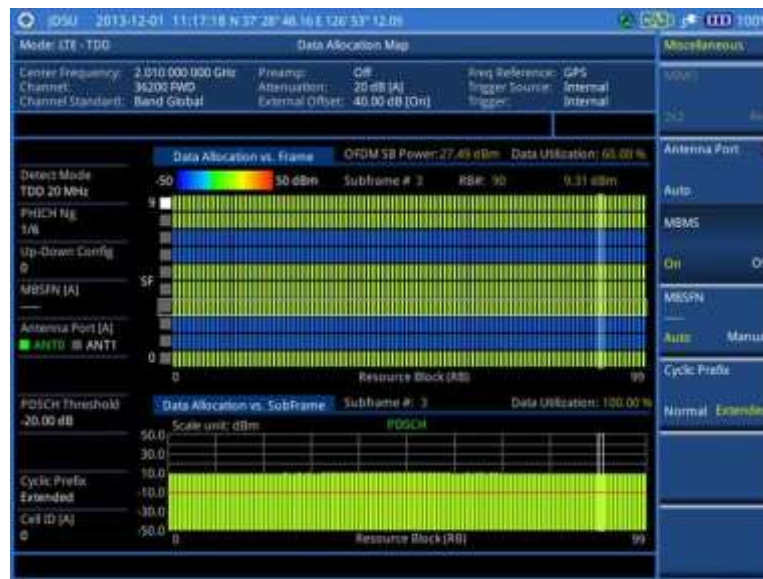 JDSU 2013-12-01 11:17:18 N 37° 28' 48.16 E 126° 53' 12.09 100%
Mode: LTE - TDD Data Allocation Map Miscellaneous
Center Frequency: 2.010 000 000 GHz Preamp: Off Freq Reference: GPS
Channel: 36200 FWD Attenuation: 20 dB [A] Trigger Source: Internal
Channel Standard: Band Global External Offset: 40.00 dB [On] Trigger: Internal
MIMO
2x2
Data Allocation vs. Frame OFDM SB Power: 27.49 dBm Data Utilization: 60.00 %
Antenna Port
Auto
Detect Mode
TDD 20 MHz
-50 50 dBm Subframe # 3 RB#: 90 9.31 dBm
PHICH Ng
1/6
9
MBMS
On
Up-Down Config
0
SF
MBSFN [A]
----
MBSFN
----
Auto Manua
Antenna Port [A]
ANT0 ANT1
0
0 Resource Block (RB) 99
Cyclic Prefix
Normal Extended
PDSCH Threshold
-20.00 dB
Data Allocation vs. SubFrame Subframe #: 3 Data Utilization: 100.00 %
Scale unit: dBm PDSCH
50.0
30.0
10.0
-10.0
-30.0
-50.0
Cyclic Prefix
Extended
Cell ID [A]
0
0 Resource Block (RB) 99